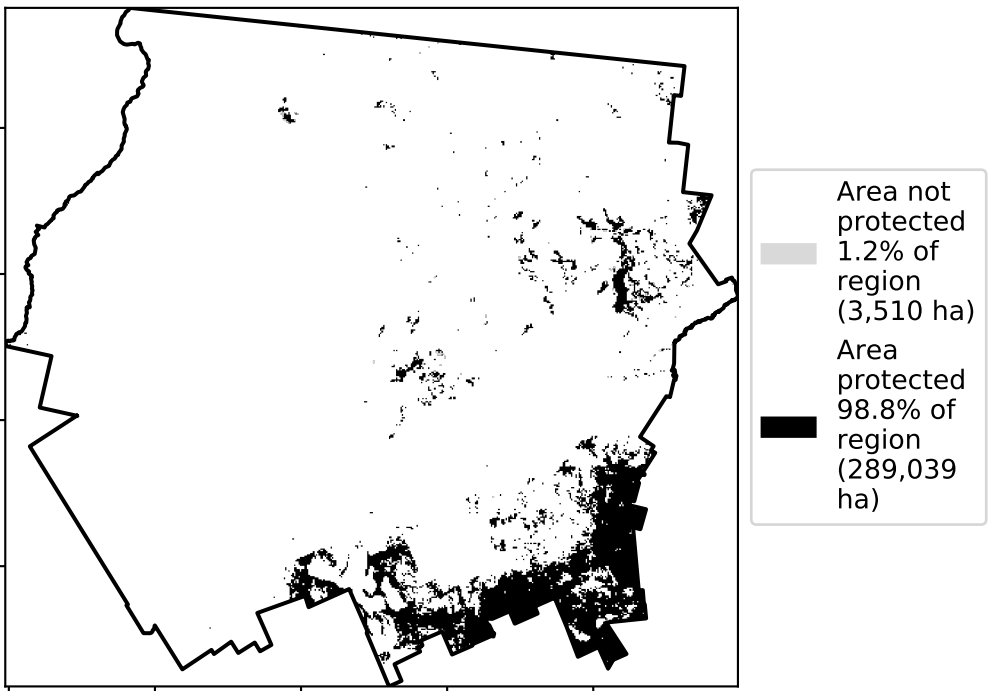 Area not
protected
1.2% of
region
(3,510 ha)
Area
protected
98.8% of
region
(289,039
ha)